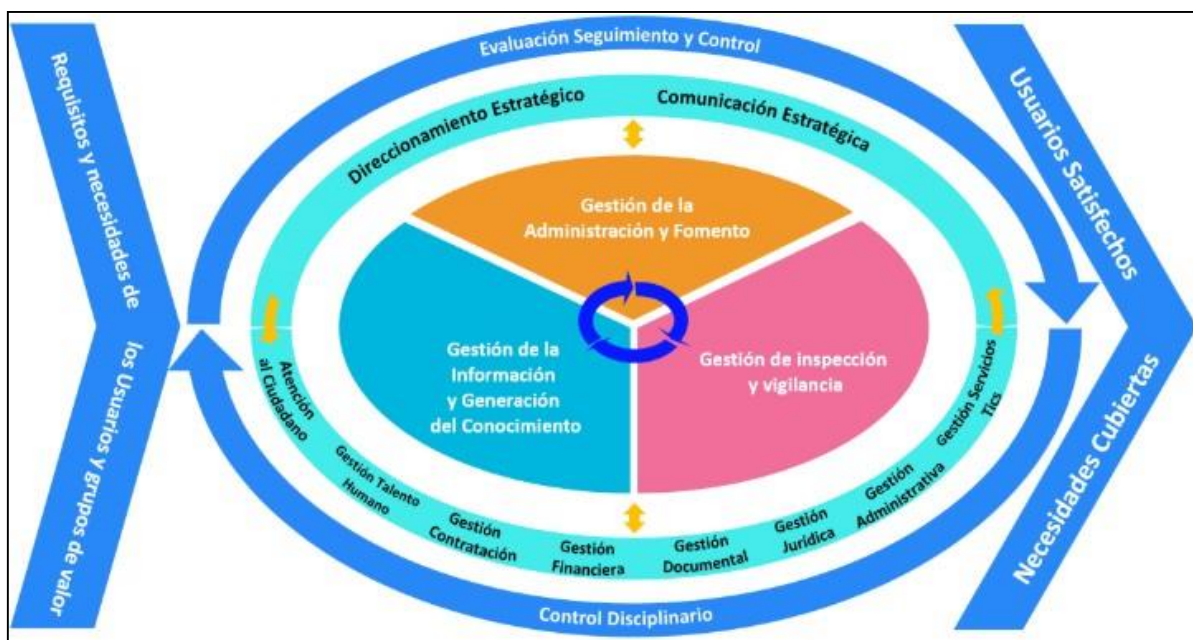 Requisitos y necesidades de
los Usuarios y grupos de valor
Evaluación Seguimiento y Control
Direccionamiento Estratégico
Comunicación Estratégica
Gestión de la
Administración y Fomento
Gestión de la
Información
y Generación
del Conocimiento
Gestión de inspección
y vigilancia
Atención
al Ciudadano
Gestión Talento
Humano
Gestión
Contratación
Gestión
Financiera
Gestión
Documental
Gestión
Jurídica
Gestión
Administrativa
Gestión Servicios
Tics
Control Disciplinario
Usuarios Satisfechos
Necesidades Cubiertas